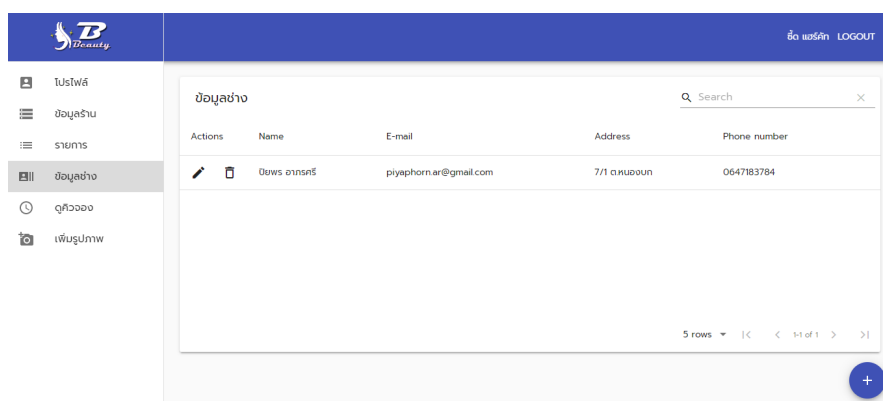 B
Beauty
ซี๊ด แฮร์คัท LOGOUT
โปรไฟล์
ข้อมูลร้าน
รายการ
ข้อมูลช่าง
ดูคิวจอง
เพิ่มรูปภาพ
ข้อมูลช่าง
Search
Actions Name E-mail Address Phone number
ปิยพร อาภรศรี piyaphorn.ar@gmail.com 7/1 ต.หนองบก 0647183784
5 rows 1-1 of 1